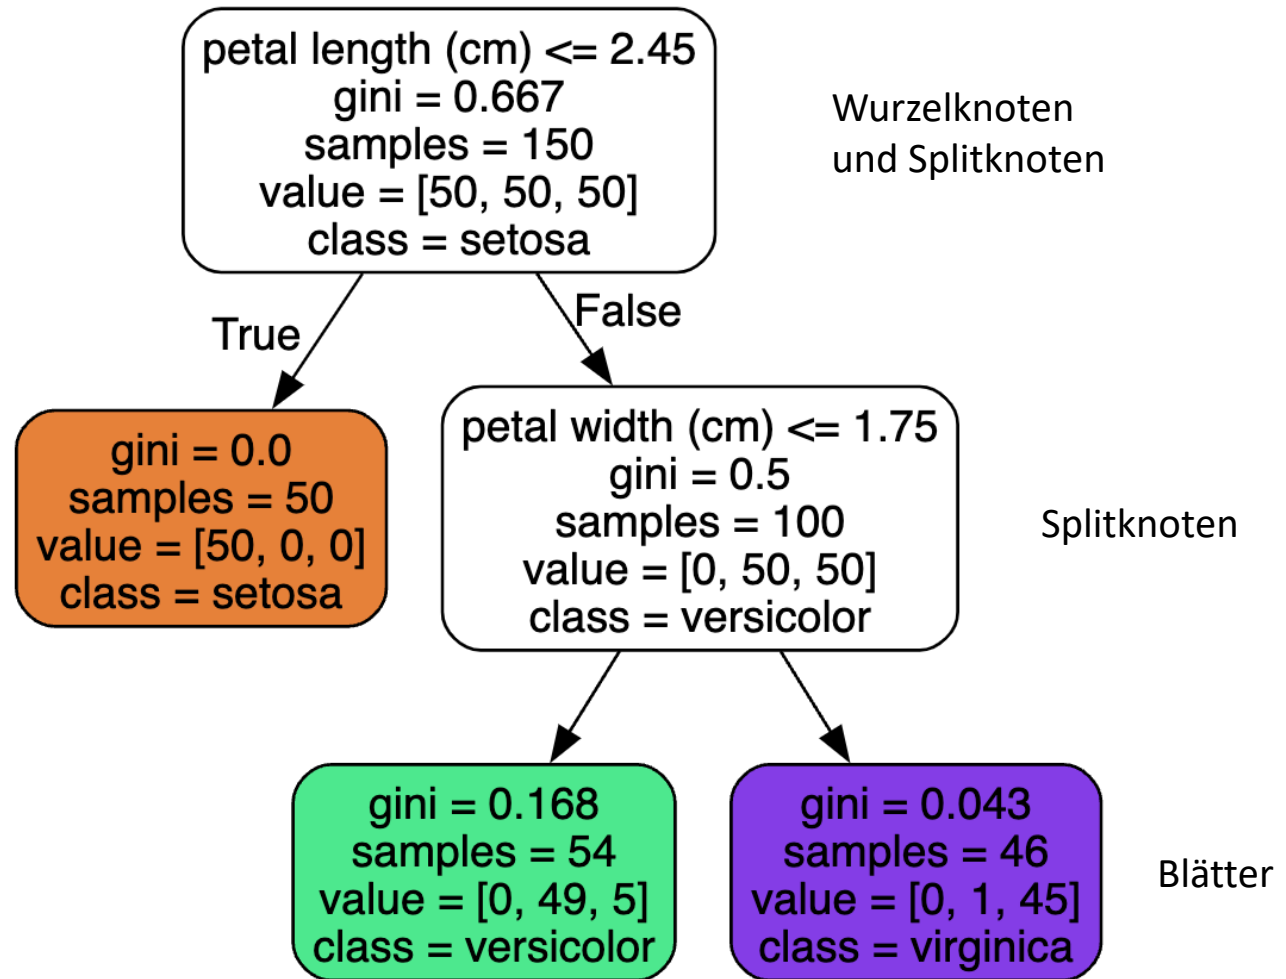 petal length (cm) <= 2.45
gini = 0.667
samples = 150
value = [50, 50, 50]
class = setosa
Wurzelknoten
und Splitknoten
True
False
gini = 0.0
samples = 50
value = [50, 0, 0]
class = setosa
petal width (cm) <= 1.75
gini = 0.5
samples = 100
value = [0, 50, 50]
class = versicolor
Splitknoten
gini = 0.168
samples = 54
value = [0, 49, 5]
class = versicolor
gini = 0.043
samples = 46
value = [0, 1, 45]
class = virginica
Blätter